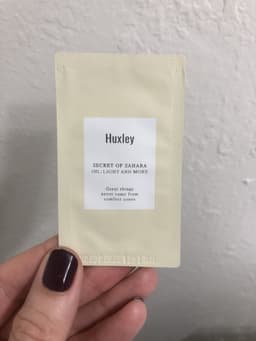 Huxley
SECRET OF SAHARA
OIL; LIGHT AND MORE
Great things
never came from
comfort zones